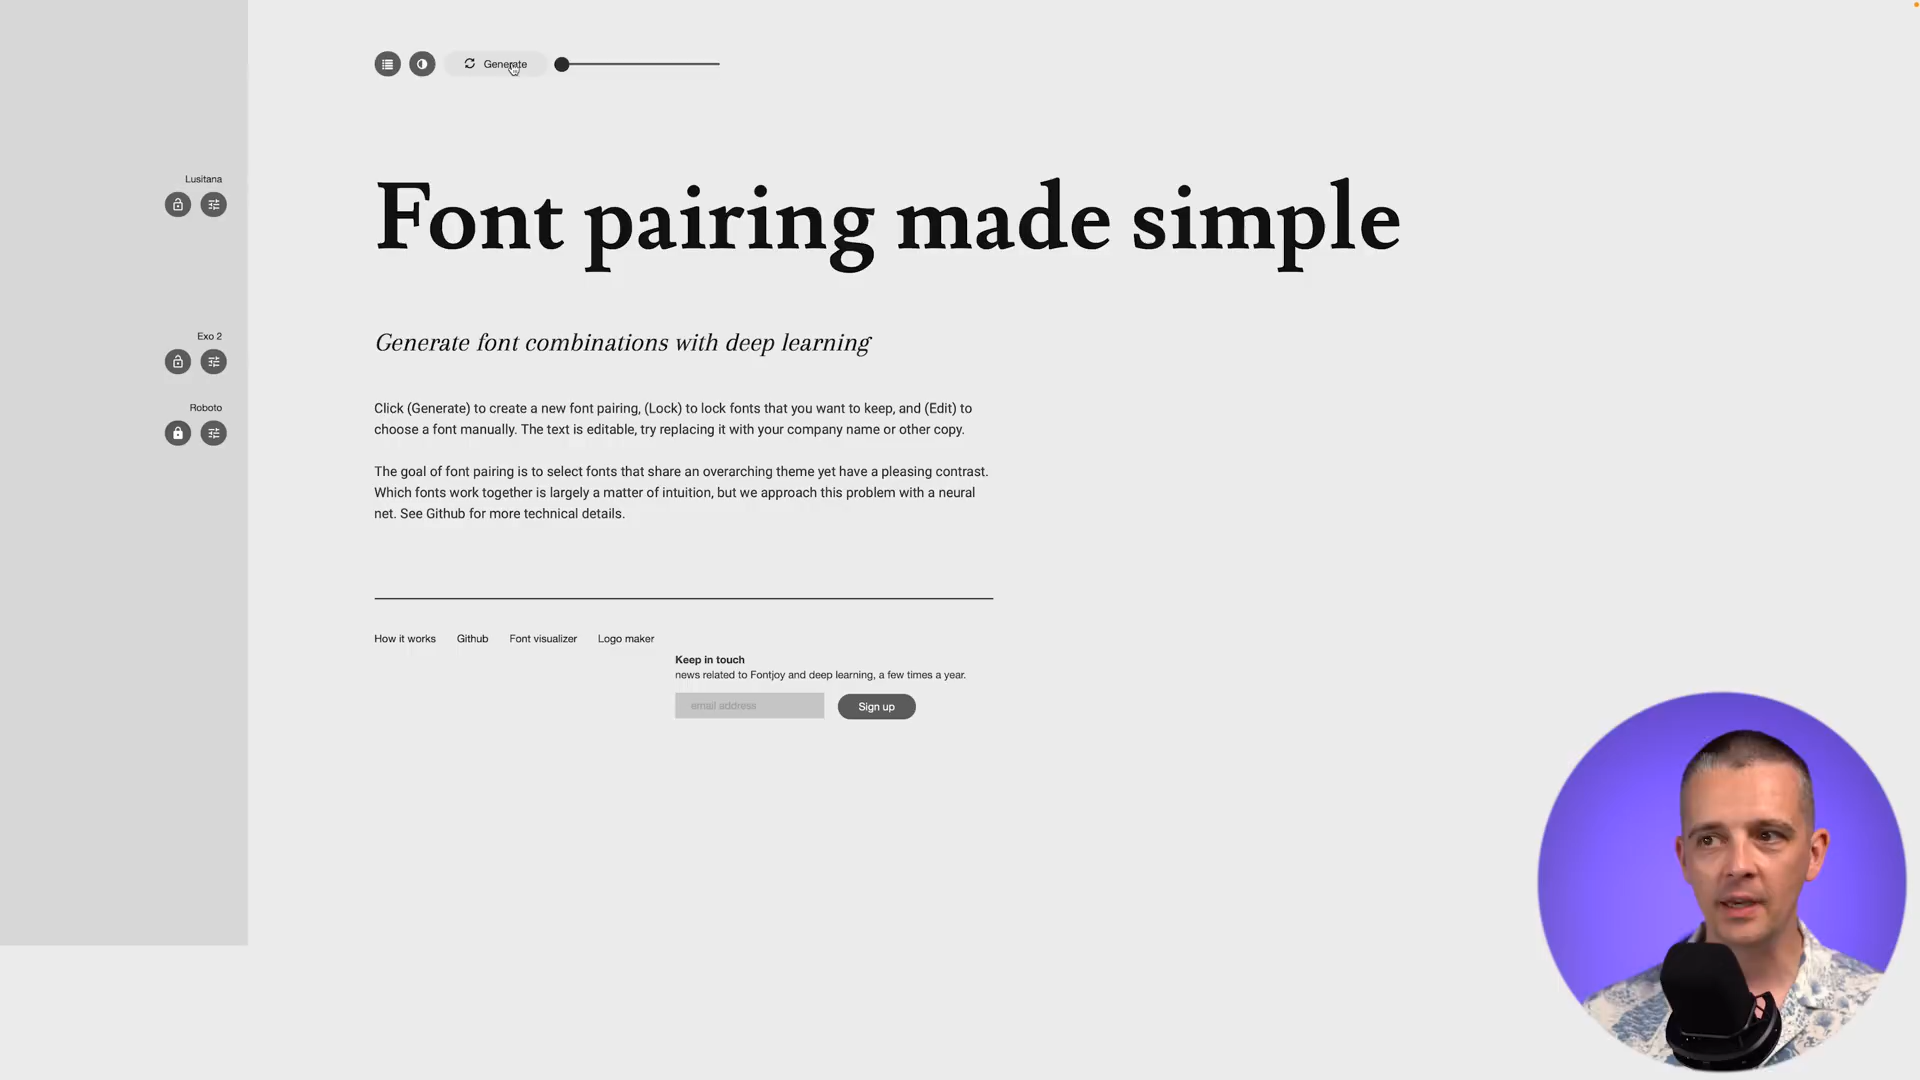 Generate
Lusitana
Font pairing made simple
Exo 2
Generate font combinations with deep learning
Roboto
Click (Generate) to create a new font pairing, (Lock) to lock fonts that you want to keep, and (Edit) to
choose a font manually. The text is editable, try replacing it with your company name or other copy.
The goal of font pairing is to select fonts that share an overarching theme yet have a pleasing contrast.
Which fonts work together is largely a matter of intuition, but we approach this problem with a neural
net. See Github for more technical details.
How it works Github Font visualizer Logo maker
Keep in touch
news related to Fontjoy and deep learning, a few times a year.
email address Sign up